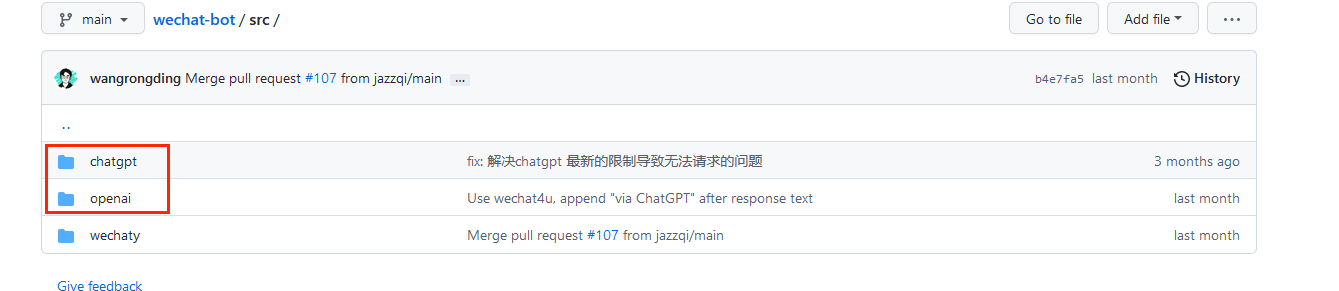 main wechat-bot / src / Go to file Add file ...
wangrongding Merge pull request #107 from jazzqi/main ... b4e7fa5 last month History
..
chatgpt fix: 解决chatgpt 最新的限制导致无法请求的问题 3 months ago
openai Use wechat4u, append "via ChatGPT" after response text last month
wechaty Merge pull request #107 from jazzqi/main last month
Give feedback